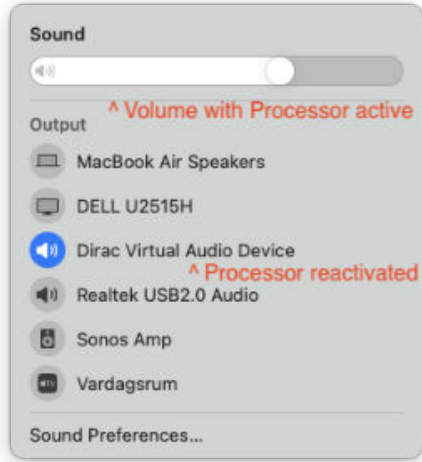 Sound
^ Volume with Processor active
Output
MacBook Air Speakers
DELL U2515H
Dirac Virtual Audio Device
^ Processor reactivated
Realtek USB2.0 Audio
Sonos Amp
tv
Vardagsrum
Sound Preferences...